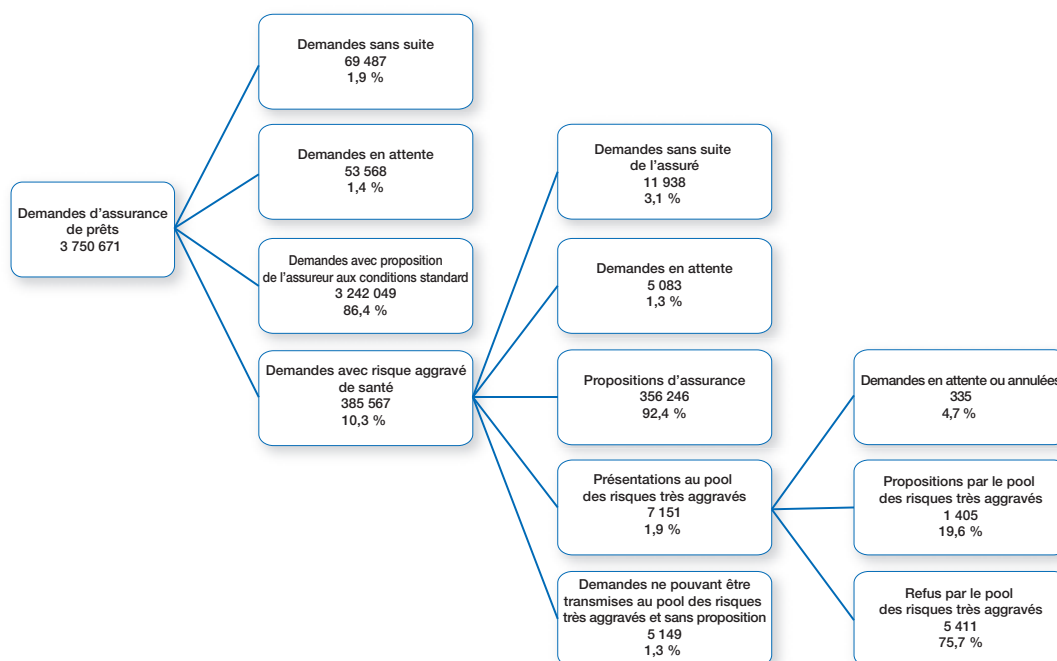 Demandes d'assurance
de prêts
3 750 671
Demandes sans suite
69 487
1,9 %
Demandes en attente
53 568
1,4 %
Demandes avec proposition
de l'assureur aux conditions standard
3 242 049
86,4 %
Demandes avec risque aggravé
de santé
385 567
10,3 %
Demandes sans suite
de l'assuré
11 938
3,1 %
Demandes en attente
5 083
1,3 %
Propositions d'assurance
356 246
92,4 %
Présentations au pool
des risques très aggravés
7 151
1,9 %
Demandes ne pouvant être
transmises au pool des risques
très aggravés et sans proposition
5 149
1,3 %
Demandes en attente ou annulées
335
4,7 %
Propositions par le pool
des risques très aggravés
1 405
19,6 %
Refus par le pool
des risques très aggravés
5 411
75,7 %